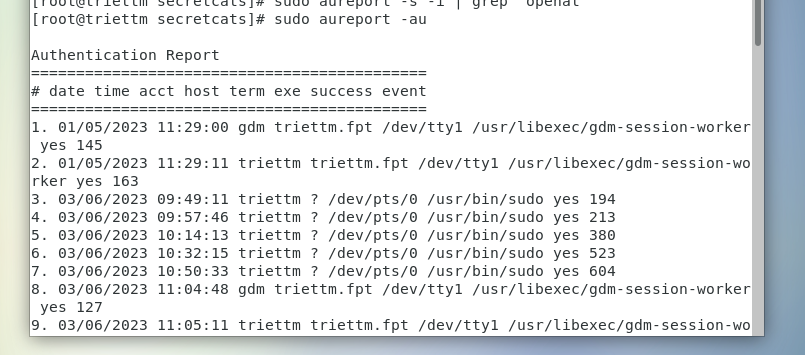 [root@triettm secretcats]# sudo aureport -s -i | grep "openat"
[root@triettm secretcats]# sudo aureport -au
Authentication Report
============================================
# date time acct host term exe success event
============================================
1. 01/05/2023 11:29:00 gdm triettm.fpt /dev/tty1 /usr/libexec/gdm-session-worker
 yes 145
2. 01/05/2023 11:29:11 triettm triettm.fpt /dev/tty1 /usr/libexec/gdm-session-wo
rker yes 163
3. 03/06/2023 09:49:11 triettm ? /dev/pts/0 /usr/bin/sudo yes 194
4. 03/06/2023 09:57:46 triettm ? /dev/pts/0 /usr/bin/sudo yes 213
5. 03/06/2023 10:14:13 triettm ? /dev/pts/0 /usr/bin/sudo yes 380
6. 03/06/2023 10:32:15 triettm ? /dev/pts/0 /usr/bin/sudo yes 523
7. 03/06/2023 10:50:33 triettm ? /dev/pts/0 /usr/bin/sudo yes 604
8. 03/06/2023 11:04:48 gdm triettm.fpt /dev/tty1 /usr/libexec/gdm-session-worker
 yes 127
9. 03/06/2023 11:05:11 triettm triettm.fpt /dev/tty1 /usr/libexec/gdm-session-wo